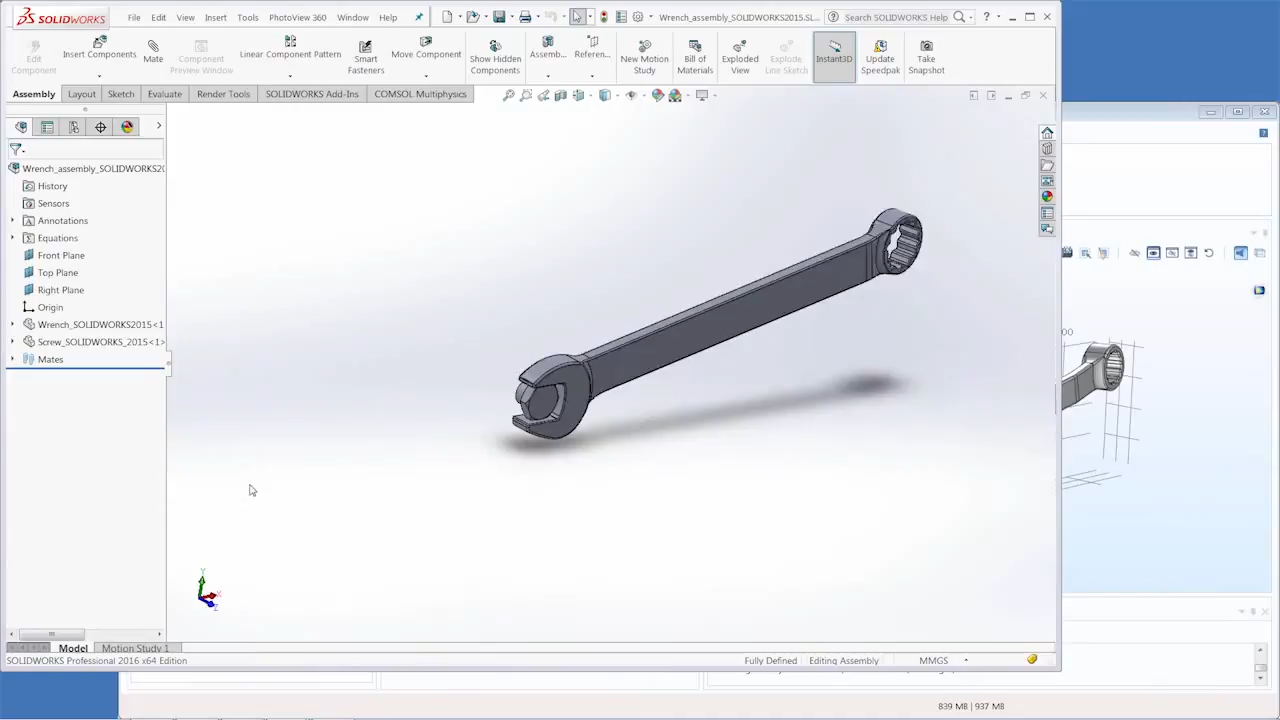 SOLIDWORKS File Edit View Insert Tools PhotoView 360 Window Help Wrench_assembly_SOLIDWORKS2015.SL... Search SOLIDWORKS Help
Edit Component
Insert Components
Mate
Component Preview Window
Linear Component Pattern
Smart Fasteners
Move Component
Show Hidden Components
Assemb...
Referen...
New Motion Study
Bill of Materials
Exploded View
Explode Line Sketch
Instant3D
Update Speedpak
Take Snapshot
Assembly Layout Sketch Evaluate Render Tools SOLIDWORKS Add-Ins COMSOL Multiphysics
Wrench_assembly_SOLIDWORKS20
History
Sensors
Annotations
Equations
Front Plane
Top Plane
Right Plane
Origin
Wrench_SOLIDWORKS2015<1
Screw_SOLIDWORKS_2015<1>
Mates
00
Y
X
Z
Model Motion Study 1
SOLIDWORKS Professional 2016 x64 Edition Fully Defined Editing Assembly MMGS
839 MB | 937 MB